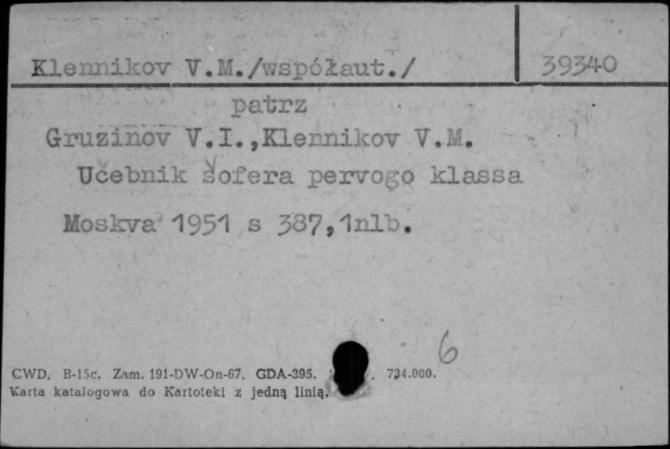 Klennikov V.M./współaut./ 39340
patrz
Gruzinov V.I.,Klennikov V.M.
Učebnik šofera pervogo klassa
Moskva 1951 s 387,1nlb.
6
CWD. B-15c. Zam. 191-DW-On-67. GDA-395. 734.000.
Karta katalogowa do Kartoteki z jedną linią.